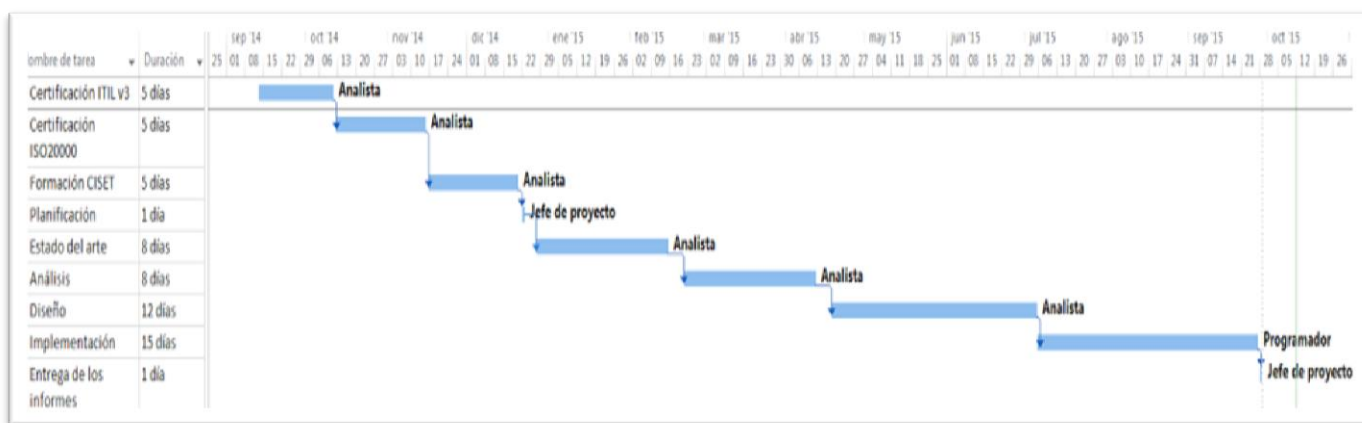 sep '14 oct '14 nov '14 dic '14 ene '15 feb '15 mar '15 abr '15 may '15 jun '15 jul '15 ago '15 sep '15 oct '15
ombre de tarea Duración 25 01 08 15 22 29 06 13 20 27 03 10 17 24 01 08 15 22 29 05 12 19 26 02 09 16 23 02 09 16 23 30 06 13 20 27 04 11 18 25 01 08 15 22 29 06 13 20 27 03 10 17 24 31 07 14 21 28 05 12 19 26
Certificación ITIL v3 5 días Analista
Certificación 5 días Analista
ISO20000
Formación CISET 5 días Analista
Planificación 1 día Jefe de proyecto
Estado del arte 8 días Analista
Análisis 8 días Analista
Diseño 12 días Analista
Implementación 15 días Programador
Entrega de los 1 día Jefe de proyecto
informes